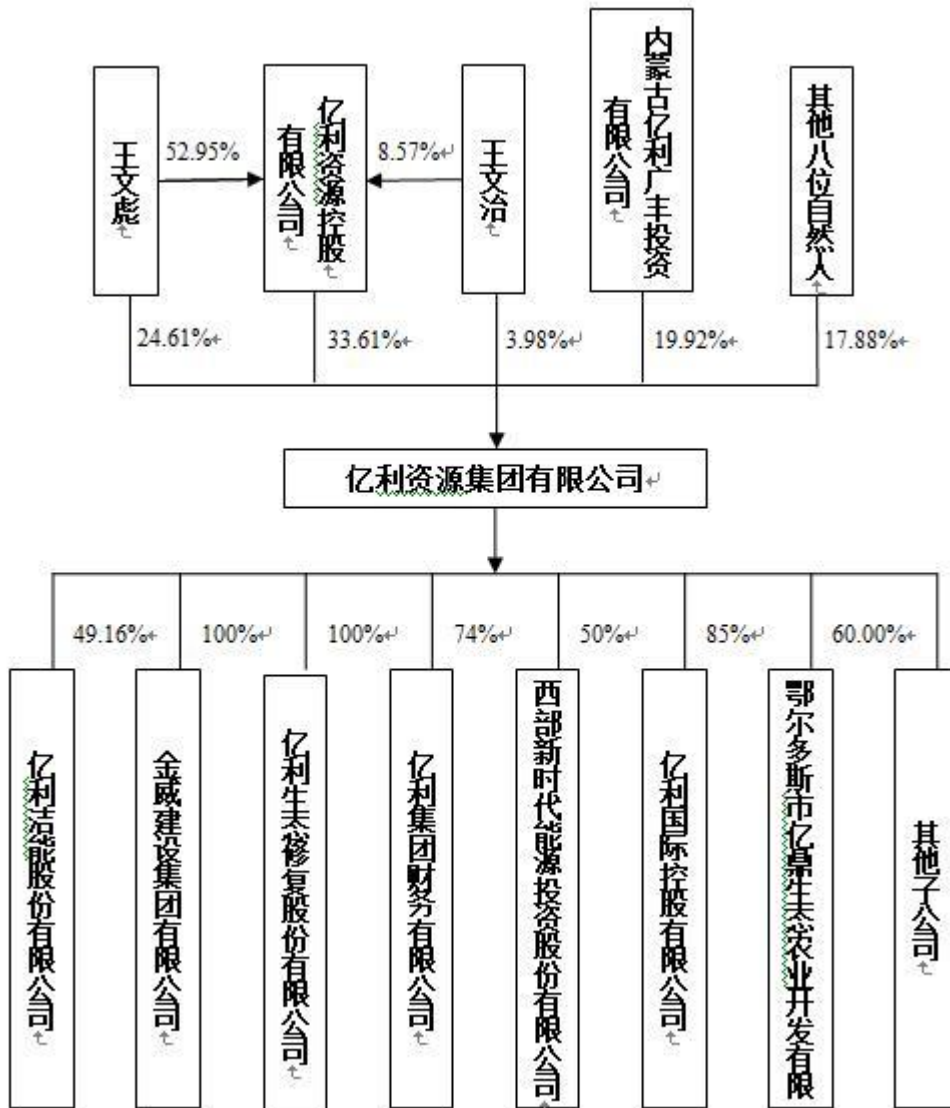 王文彪
52.95%
亿利资源控股
有限公司
8.57%
王文治
内蒙古亿利广丰投资
有限公司
其他八位自然人
24.61%
33.61%
3.98%
19.92%
17.88%
亿利资源集团有限公司
49.16%
100%
100%
74%
50%
85%
60.00%
亿利洁能股份有限公司
金威建设集团有限公司
亿利生态修复股份有限公司
亿利集团财务有限公司
西部新时代能源投资股份有限公司
亿利国际控股有限公司
鄂尔多斯市亿鼎生态农业开发有限
其他子公司